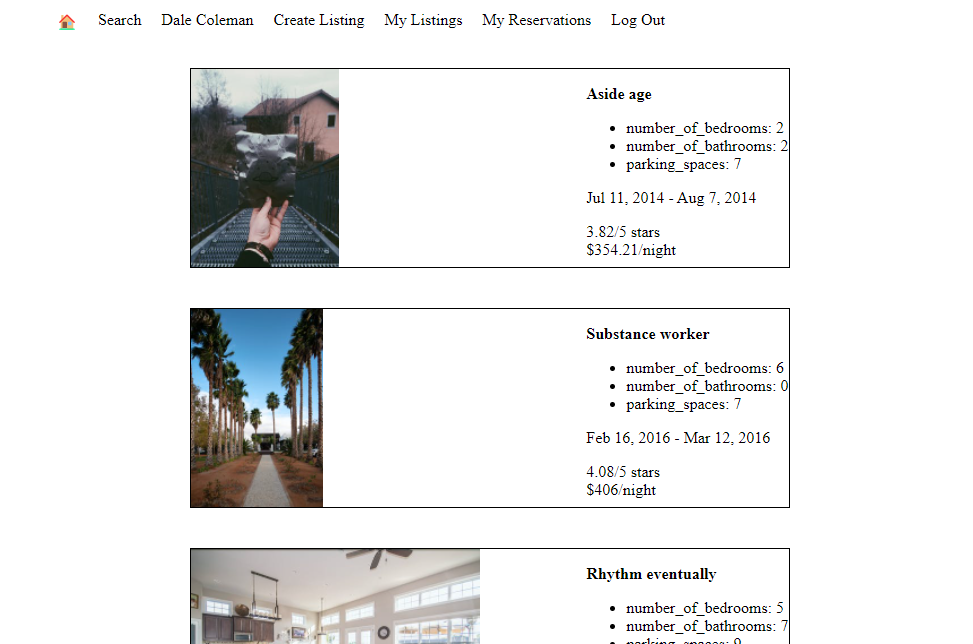 Search Dale Coleman Create Listing My Listings My Reservations Log Out
Aside age
number_of_bedrooms: 2
number_of_bathrooms: 2
parking_spaces: 7
Jul 11, 2014 - Aug 7, 2014
3.82/5 stars
$354.21/night
Substance worker
number_of_bedrooms: 6
number_of_bathrooms: 0
parking_spaces: 7
Feb 16, 2016 - Mar 12, 2016
4.08/5 stars
$406/night
Rhythm eventually
number_of_bedrooms: 5
number_of_bathrooms: 7